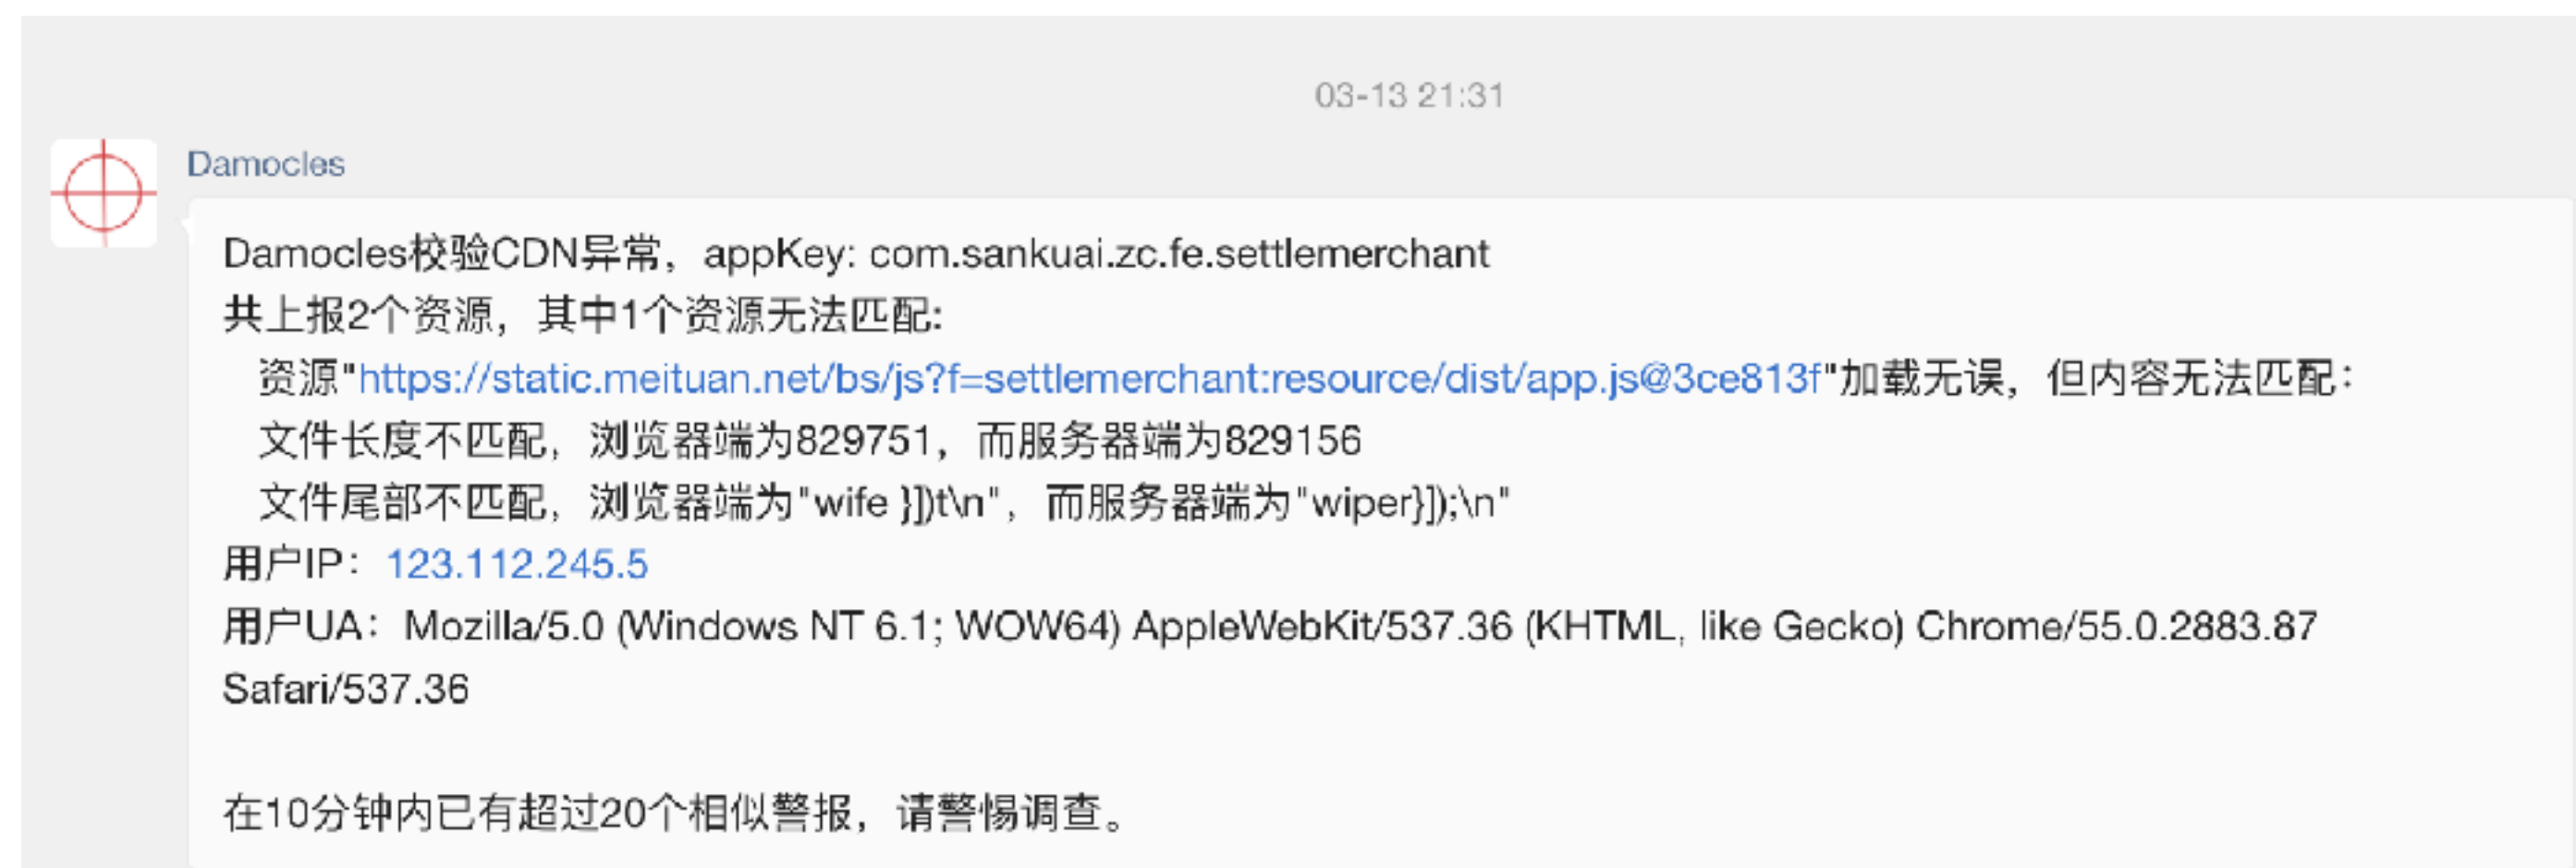 03-13 21:31
Damocles
Damocles校验CDN异常，appKey: com.sankuai.zc.fe.settlemerchant
共上报2个资源，其中1个资源无法匹配:
资源"https://static.meituan.net/bs/js?f=settlemerchant:resource/dist/app.js@3ce813f"加载无误，但内容无法匹配：
文件长度不匹配，浏览器端为829751，而服务器端为829156
文件尾部不匹配，浏览器端为"wife }])t\n"，而服务器端为"wiper}]);\n"
用户IP：123.112.245.5
用户UA：Mozilla/5.0 (Windows NT 6.1; WOW64) AppleWebKit/537.36 (KHTML, like Gecko) Chrome/55.0.2883.87
Safari/537.36
在10分钟内已有超过20个相似警报，请警惕调查。